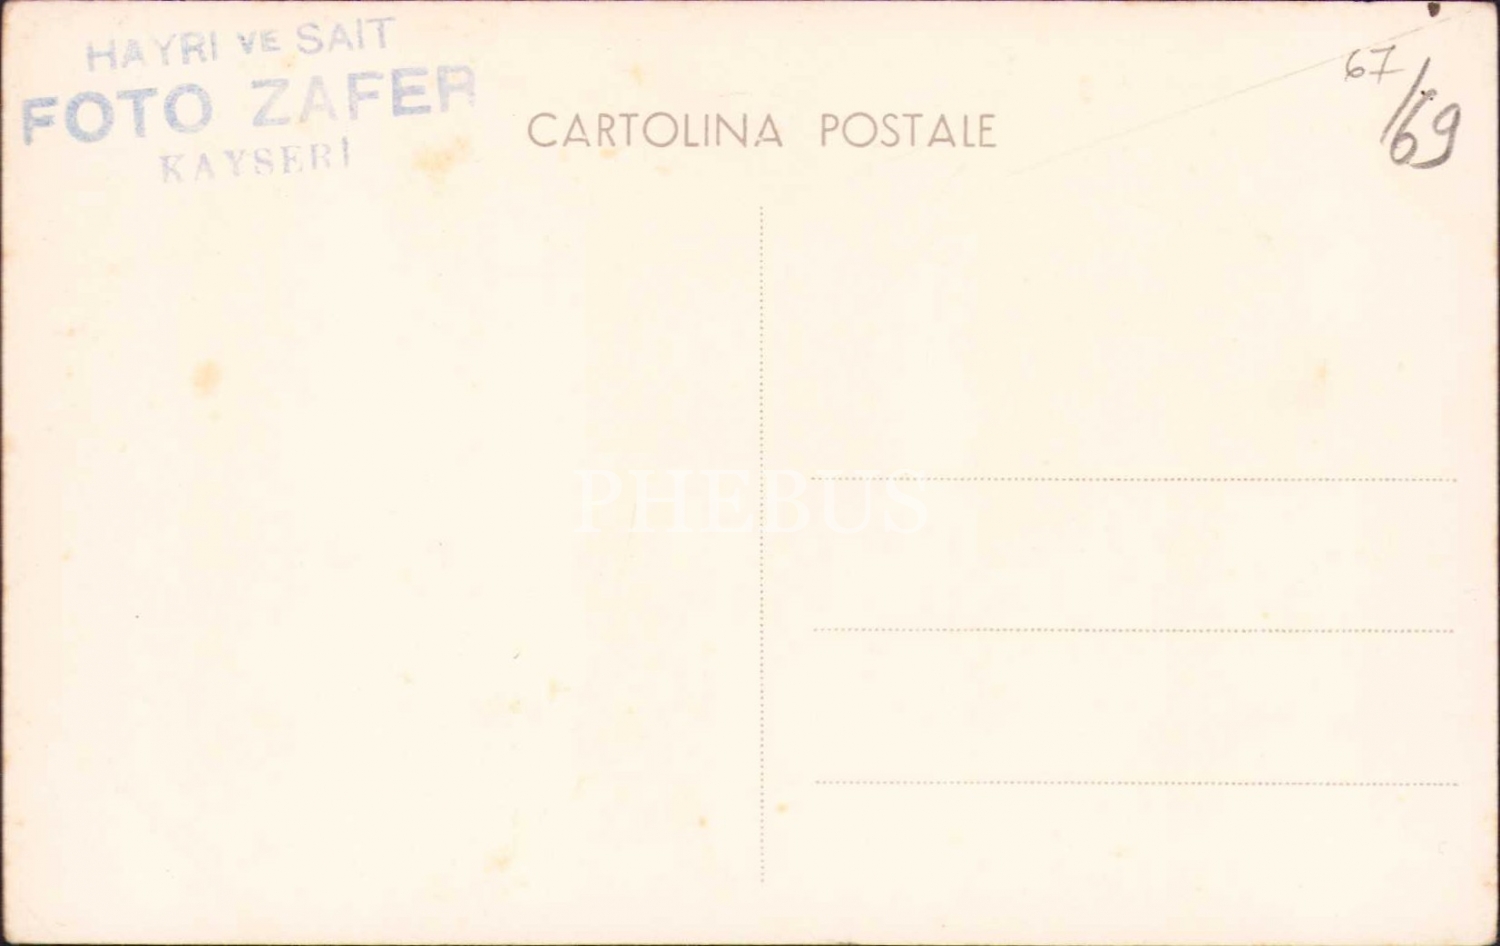 HAYRI VE SAIT
FOTO ZAFER
KAYSERİ
CARTOLINA POSTALE
67
/69
PHEBUS